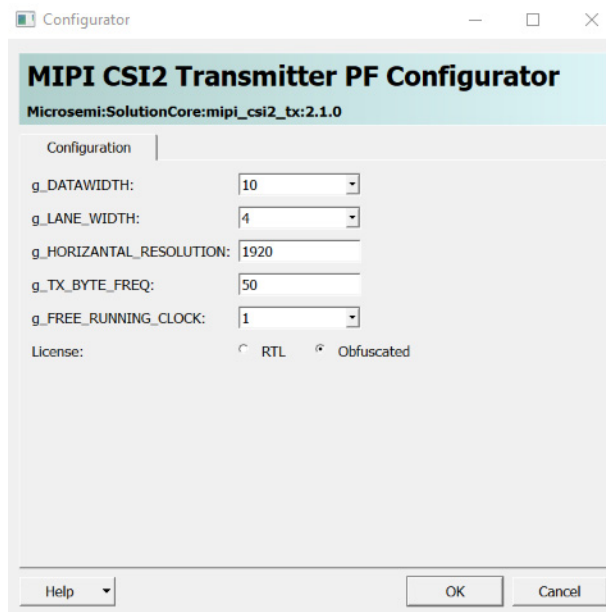 Configurator
MIPI CSI2 Transmitter PF Configurator
Microsemi:SolutionCore:mipi_csi2_tx:2.1.0
Configuration
g_DATAWIDTH: 10
g_LANE_WIDTH: 4
g_HORIZANTAL_RESOLUTION: 1920
g_TX_BYTE_FREQ: 50
g_FREE_RUNNING_CLOCK: 1
License: RTL Obfuscated
Help OK Cancel